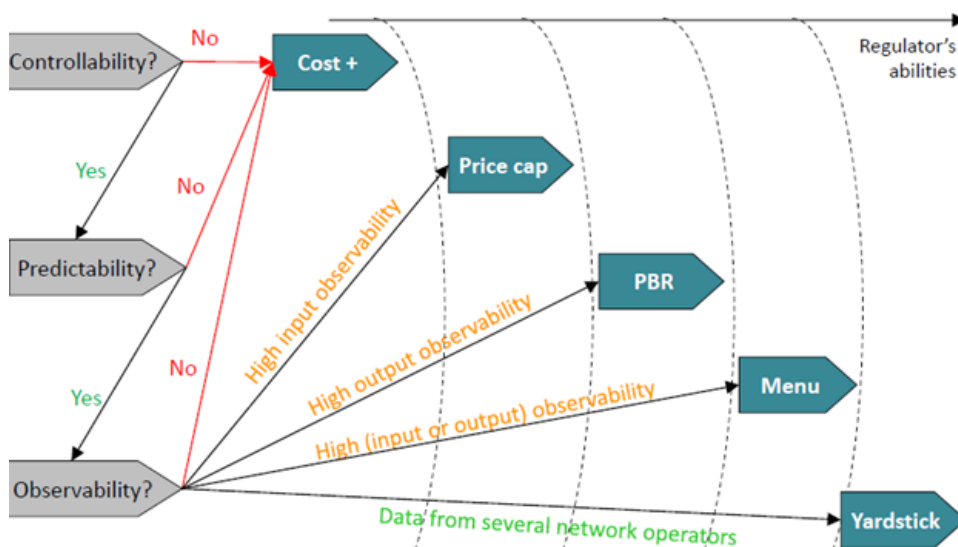 Controllability?
No
Cost +
Regulator's
abilities
Yes
No
Price cap
Predictability?
High input observability
PBR
Yes
No
High output observability
Menu
High (input or output) observability
Observability?
Data from several network operators
Yardstick